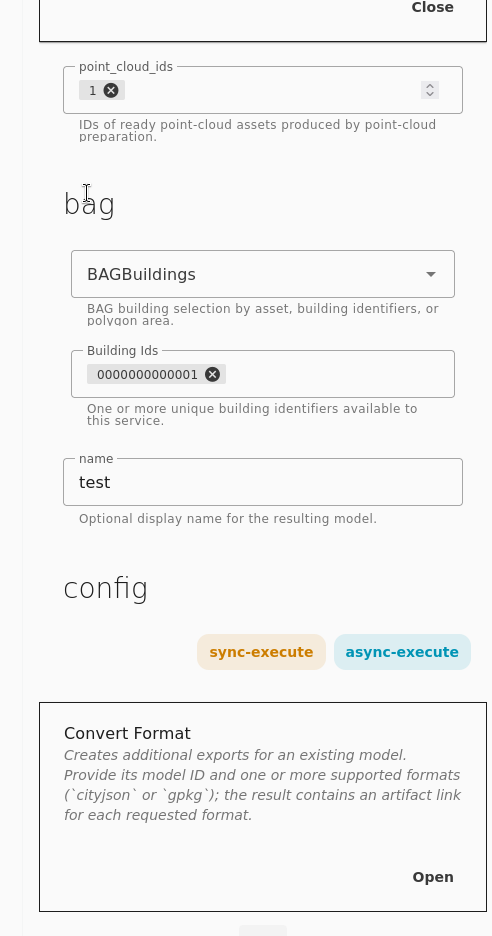 Close
point_cloud_ids
1
IDs of ready point-cloud assets produced by point-cloud
preparation.
bag
BAGBuildings
BAG building selection by asset, building identifiers, or
polygon area.
Building Ids
0000000000001
One or more unique building identifiers available to
this service.
name
test
Optional display name for the resulting model.
config
sync-execute
async-execute
Convert Format
Creates additional exports for an existing model.
Provide its model ID and one or more supported formats
(`cityjson` or `gpkg`); the result contains an artifact link
for each requested format.
Open